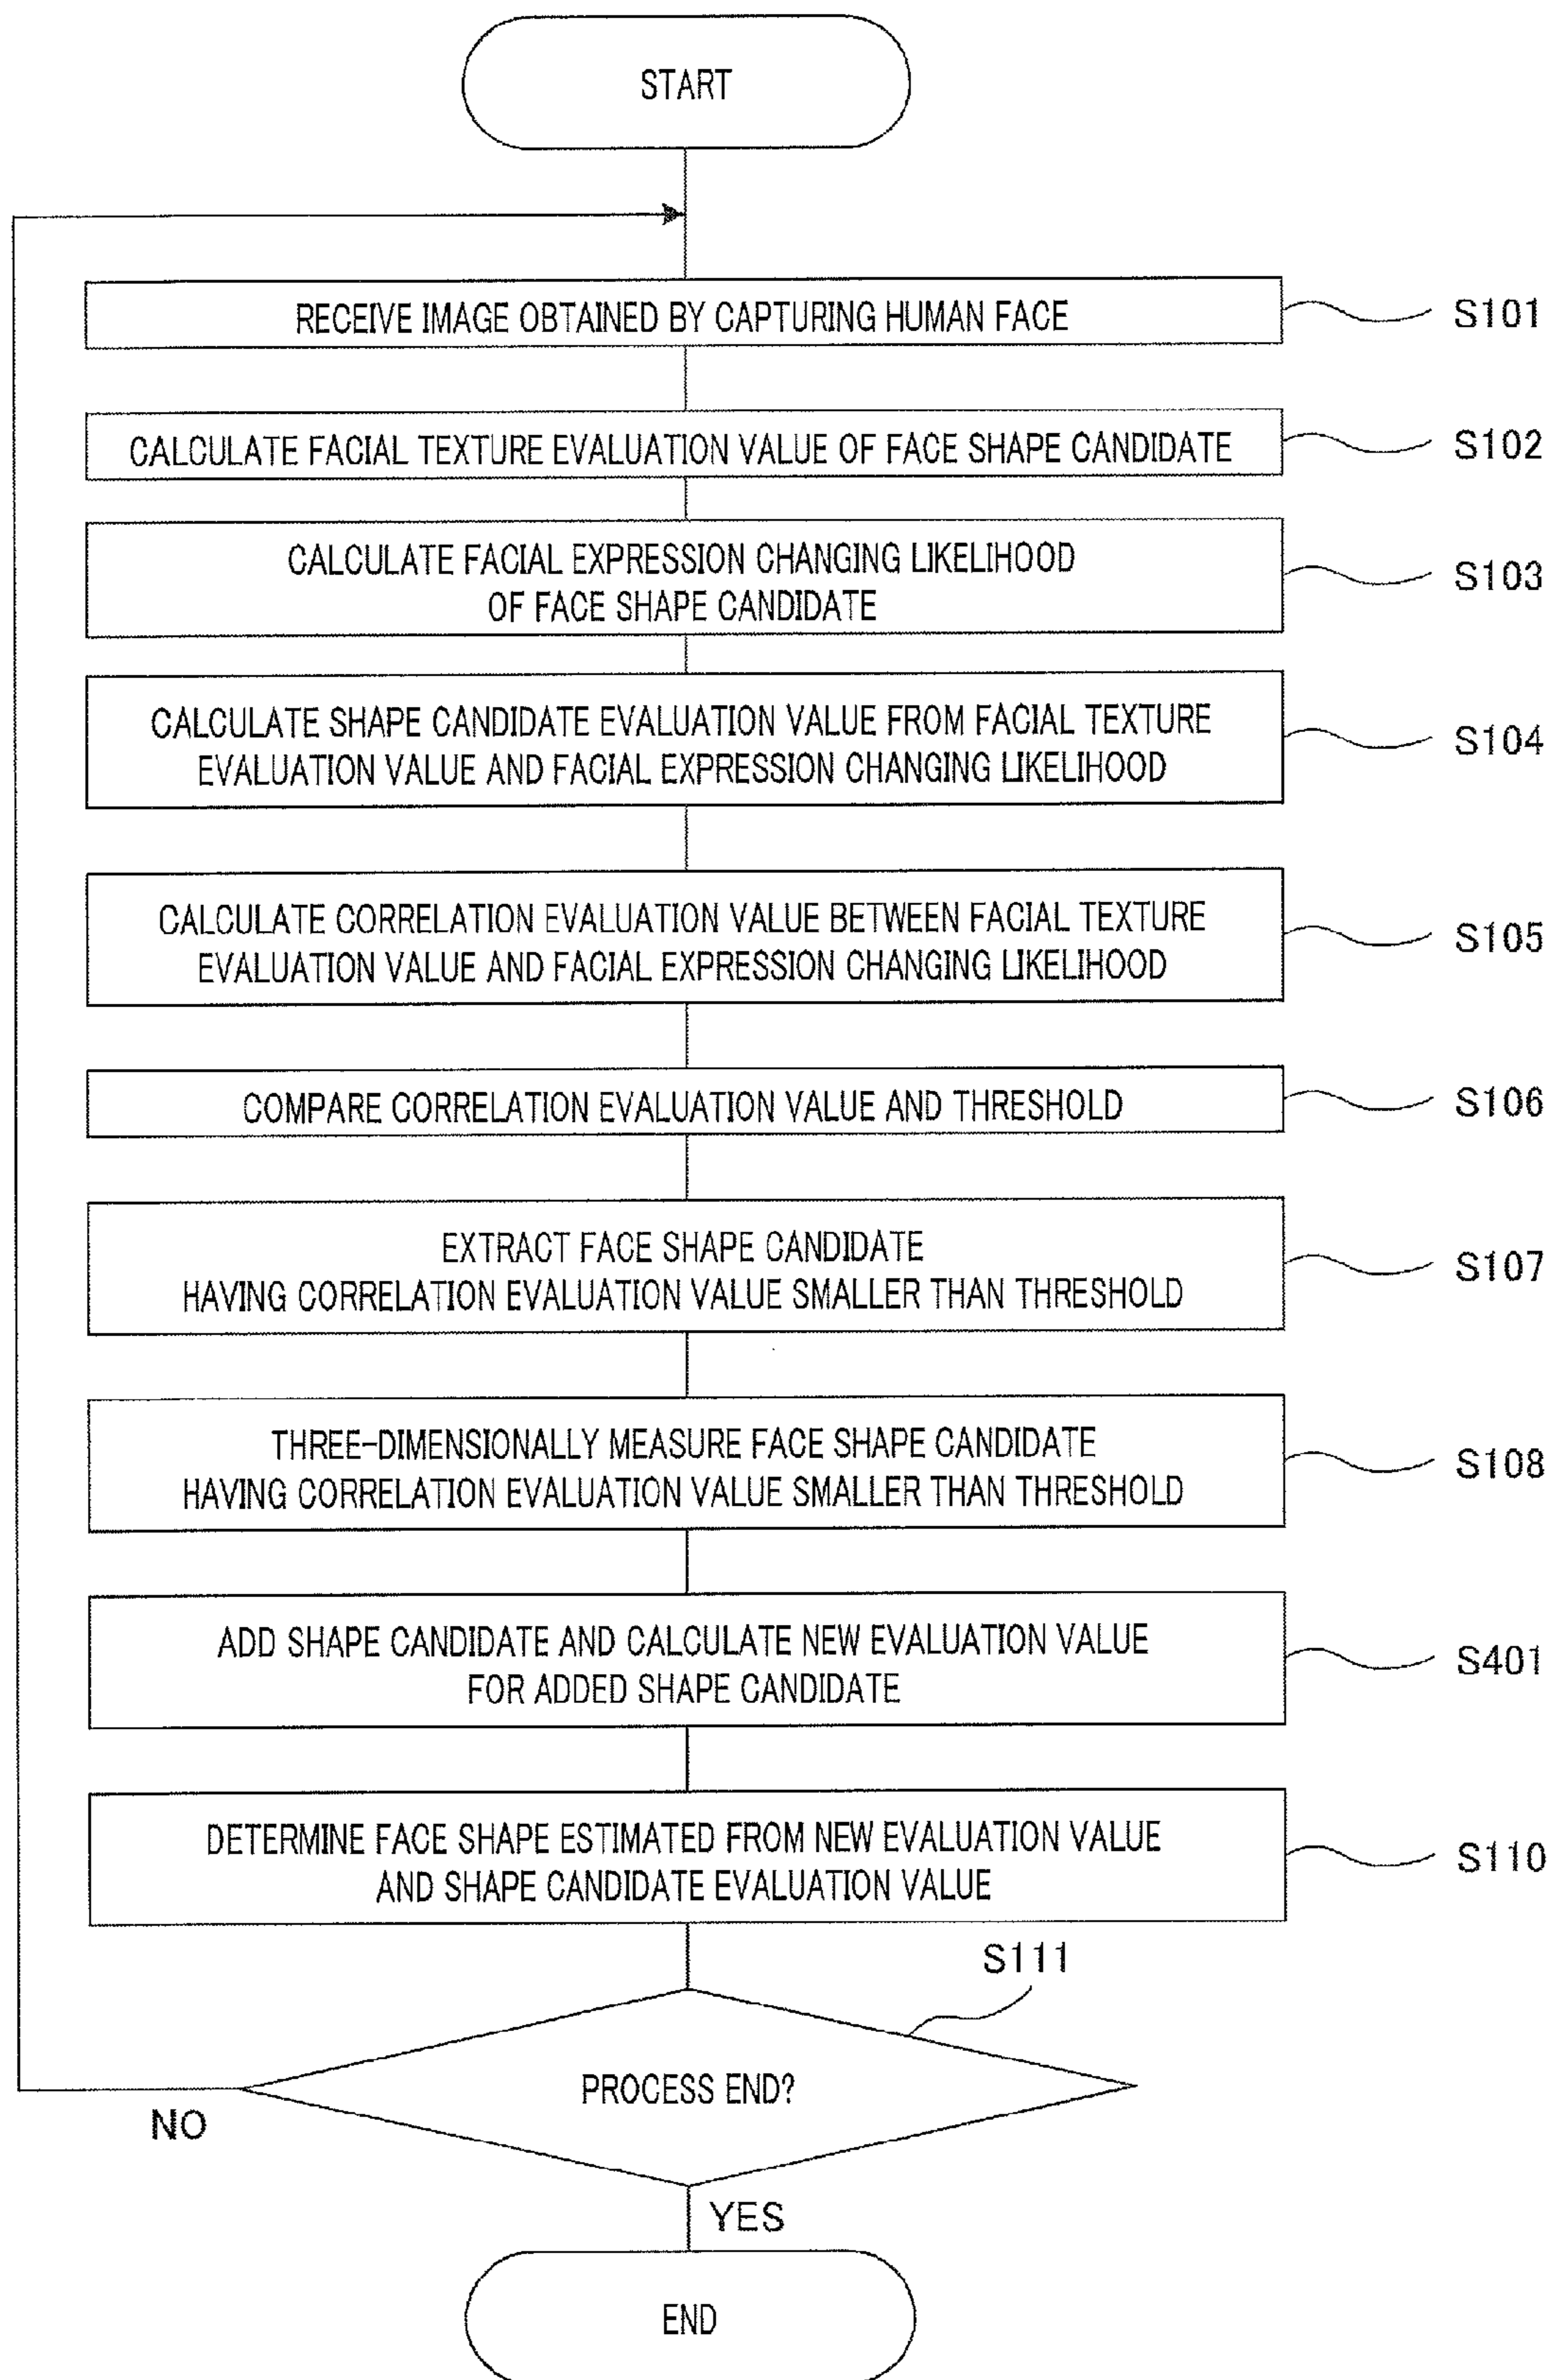 START
RECEIVE IMAGE OBTAINED BY CAPTURING HUMAN FACE
S101
CALCULATE FACIAL TEXTURE EVALUATION VALUE OF FACE SHAPE CANDIDATE
S102
CALCULATE FACIAL EXPRESSION CHANGING LIKELIHOOD
OF FACE SHAPE CANDIDATE
S103
CALCULATE SHAPE CANDIDATE EVALUATION VALUE FROM FACIAL TEXTURE
EVALUATION VALUE AND FACIAL EXPRESSION CHANGING LIKELIHOOD
S104
CALCULATE CORRELATION EVALUATION VALUE BETWEEN FACIAL TEXTURE
EVALUATION VALUE AND FACIAL EXPRESSION CHANGING LIKELIHOOD
S105
COMPARE CORRELATION EVALUATION VALUE AND THRESHOLD
S106
EXTRACT FACE SHAPE CANDIDATE
HAVING CORRELATION EVALUATION VALUE SMALLER THAN THRESHOLD
S107
THREE-DIMENSIONALLY MEASURE FACE SHAPE CANDIDATE
HAVING CORRELATION EVALUATION VALUE SMALLER THAN THRESHOLD
S108
ADD SHAPE CANDIDATE AND CALCULATE NEW EVALUATION VALUE
FOR ADDED SHAPE CANDIDATE
S401
DETERMINE FACE SHAPE ESTIMATED FROM NEW EVALUATION VALUE
AND SHAPE CANDIDATE EVALUATION VALUE
S110
S111
PROCESS END?
NO
YES
END